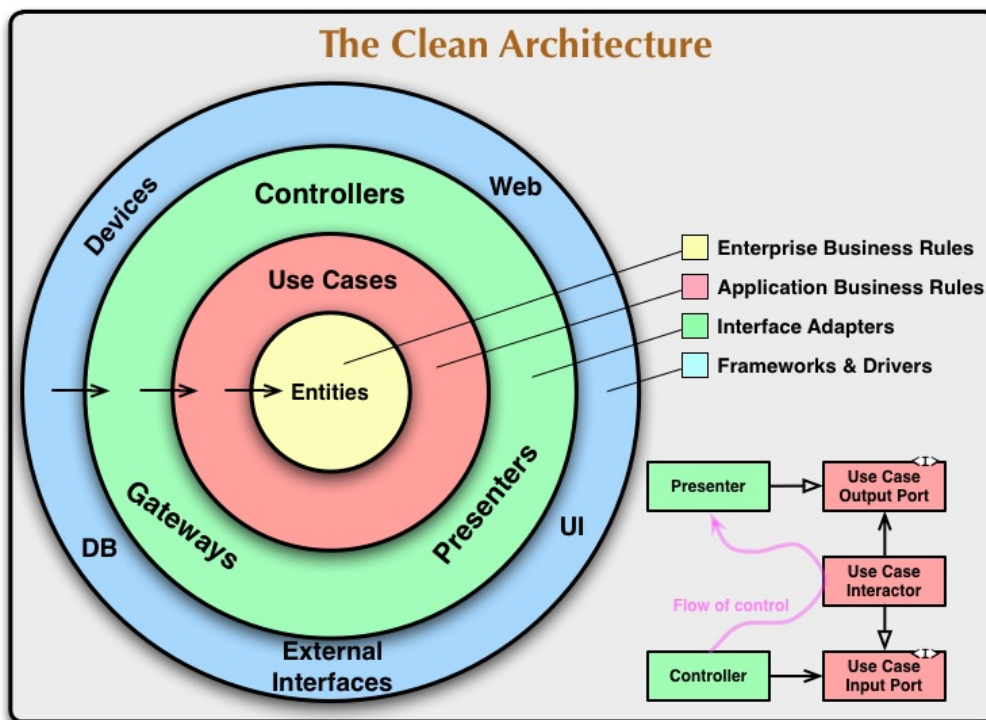 The Clean Architecture
Devices
Web
Controllers
Use Cases
Entities
Gateways
Presenters
DB
UI
External
Interfaces
Enterprise Business Rules
Application Business Rules
Interface Adapters
Frameworks & Drivers
Presenter
<I>
Use Case
Output Port
Use Case
Interactor
Flow of control
Controller
<I>
Use Case
Input Port